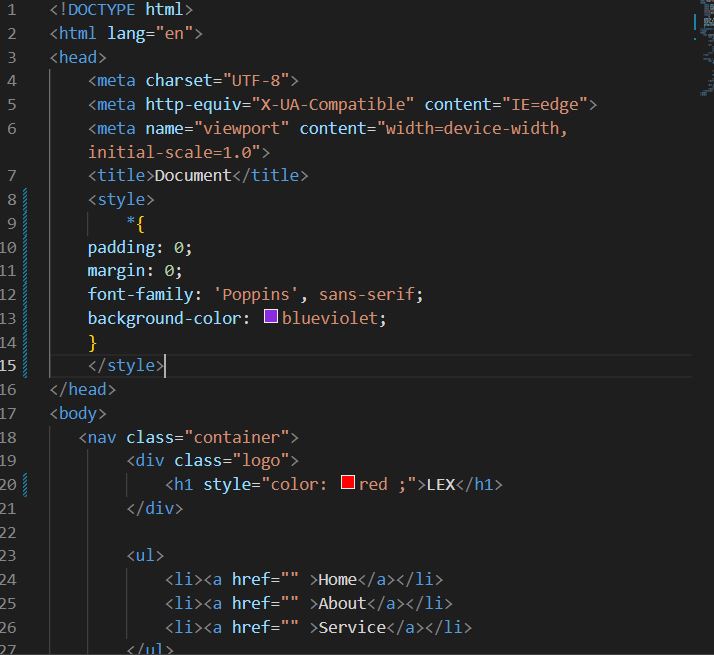 1 <!DOCTYPE html>
2 <html lang="en">
3 <head>
4 <meta charset="UTF-8">
5 <meta http-equiv="X-UA-Compatible" content="IE=edge">
6 <meta name="viewport" content="width=device-width,
initial-scale=1.0">
7 <title>Document</title>
8 <style>
9 *{
10 padding: 0;
11 margin: 0;
12 font-family: 'Poppins', sans-serif;
13 background-color: blueviolet;
14 }
15 </style>
16 </head>
17 <body>
18 <nav class="container">
19 <div class="logo">
20 <h1 style="color: red ;">LEX</h1>
21 </div>
22
23 <ul>
24 <li><a href="" >Home</a></li>
25 <li><a href="" >About</a></li>
26 <li><a href="" >Service</a></li>
27 </ul>